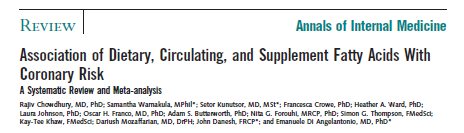 REVIEW
Annals of Internal Medicine
Association of Dietary, Circulating, and Supplement Fatty Acids With
Coronary Risk
A Systematic Review and Meta-analysis
Rajiv Chowdhury, MD, PhD; Samantha Warnakula, MPhil*; Setor Kunutsor, MD, MSt*; Francesca Crowe, PhD; Heather A. Ward, PhD;
Laura Johnson, PhD; Oscar H. Franco, MD, PhD; Adam S. Butterworth, PhD; Nita G. Forouhi, MRCP, PhD; Simon G. Thompson, FMedSci;
Kay-Tee Khaw, FMedSci; Dariush Mozaffarian, MD, DrPH; John Danesh, FRCP*; and Emanuele Di Angelantonio, MD, PhD*